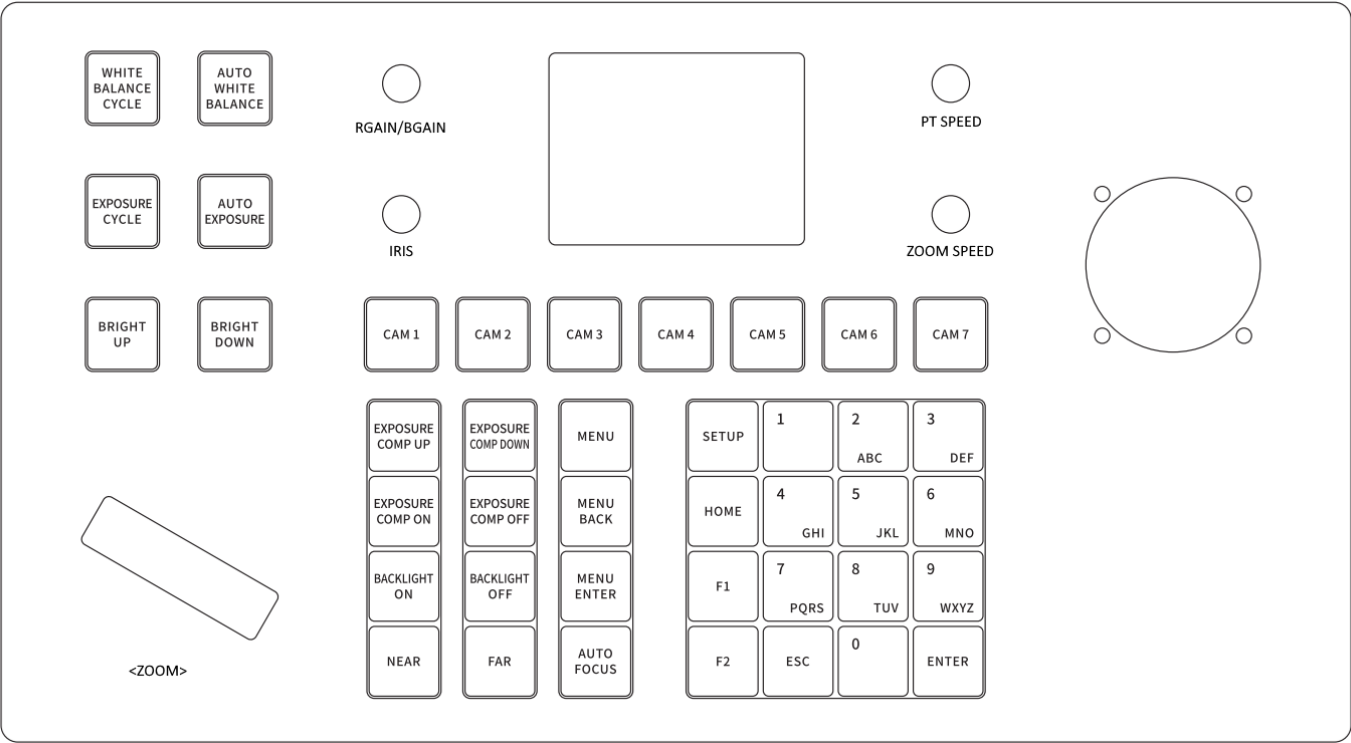 WHITE
BALANCE
CYCLE
AUTO
WHITE
BALANCE
RGAIN/BGAIN
PT SPEED
EXPOSURE
CYCLE
AUTO
EXPOSURE
IRIS
ZOOM SPEED
BRIGHT
UP
BRIGHT
DOWN
CAM 1
CAM 2
CAM 3
CAM 4
CAM 5
CAM 6
CAM 7
EXPOSURE
COMP UP
EXPOSURE
COMP DOWN
MENU
SETUP
1
2
ABC
3
DEF
EXPOSURE
COMP ON
EXPOSURE
COMP OFF
MENU
BACK
HOME
4
GHI
5
JKL
6
MNO
BACKLIGHT
ON
BACKLIGHT
OFF
MENU
ENTER
F1
7
PQRS
8
TUV
9
WXYZ
NEAR
FAR
AUTO
FOCUS
F2
ESC
0
ENTER
<ZOOM>